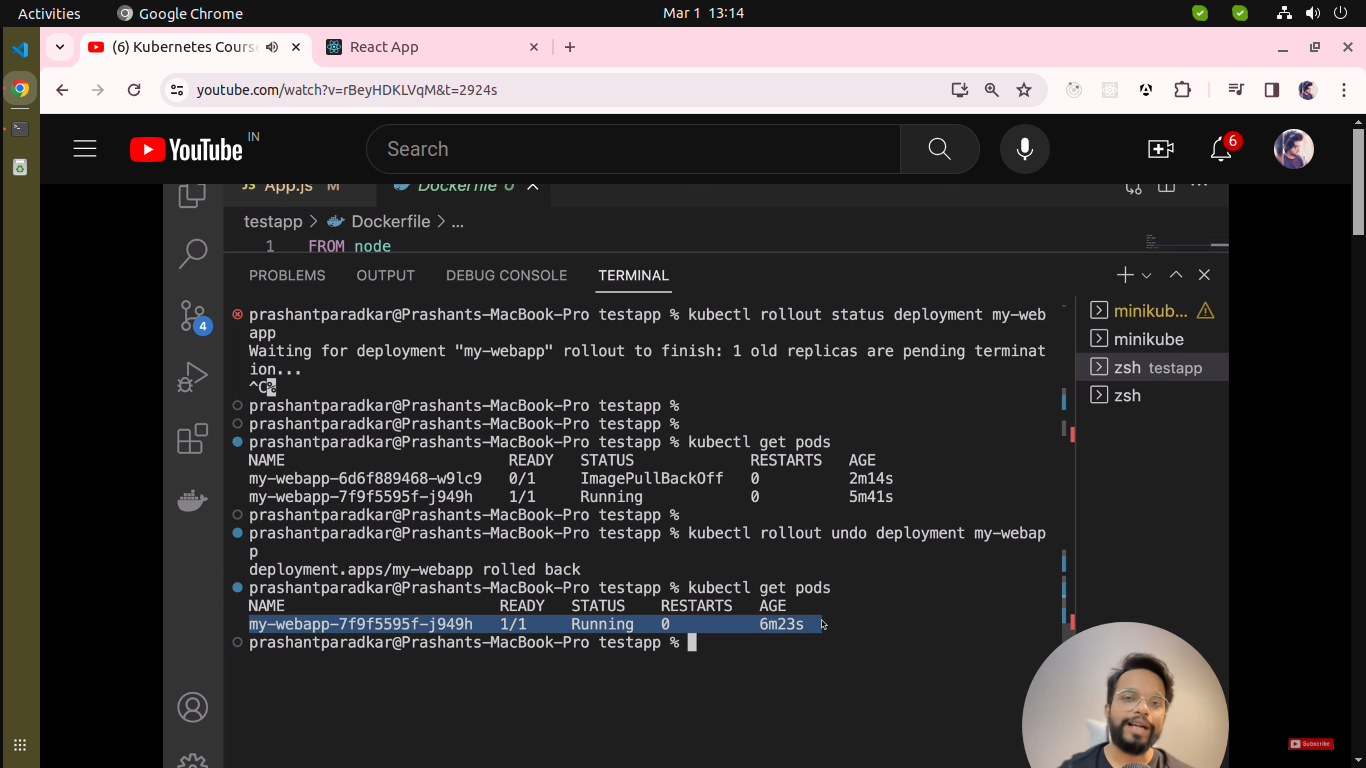 Activities
Google Chrome
Mar 1 13:14
(6) Kubernetes Course
React App
youtube.com/watch?v=rBeyHDKLVqM&t=2924s
YouTube IN
Search
6
JS App.js M
Dockerfile U
testapp > Dockerfile > ...
1 FROM node
PROBLEMS OUTPUT DEBUG CONSOLE TERMINAL
4
prashantparadkar@Prashants-MacBook-Pro testapp % kubectl rollout status deployment my-web
app
Waiting for deployment "my-webapp" rollout to finish: 1 old replicas are pending terminat
ion...
^C%
prashantparadkar@Prashants-MacBook-Pro testapp %
prashantparadkar@Prashants-MacBook-Pro testapp %
prashantparadkar@Prashants-MacBook-Pro testapp % kubectl get pods
NAME READY STATUS RESTARTS AGE
my-webapp-6d6f889468-w9lc9 0/1 ImagePullBackOff 0 2m14s
my-webapp-7f9f5595f-j949h 1/1 Running 0 5m41s
prashantparadkar@Prashants-MacBook-Pro testapp %
prashantparadkar@Prashants-MacBook-Pro testapp % kubectl rollout undo deployment my-webap
p
deployment.apps/my-webapp rolled back
prashantparadkar@Prashants-MacBook-Pro testapp % kubectl get pods
NAME READY STATUS RESTARTS AGE
my-webapp-7f9f5595f-j949h 1/1 Running 0 6m23s
prashantparadkar@Prashants-MacBook-Pro testapp %
minikub...
minikube
zsh testapp
zsh
Subscribe